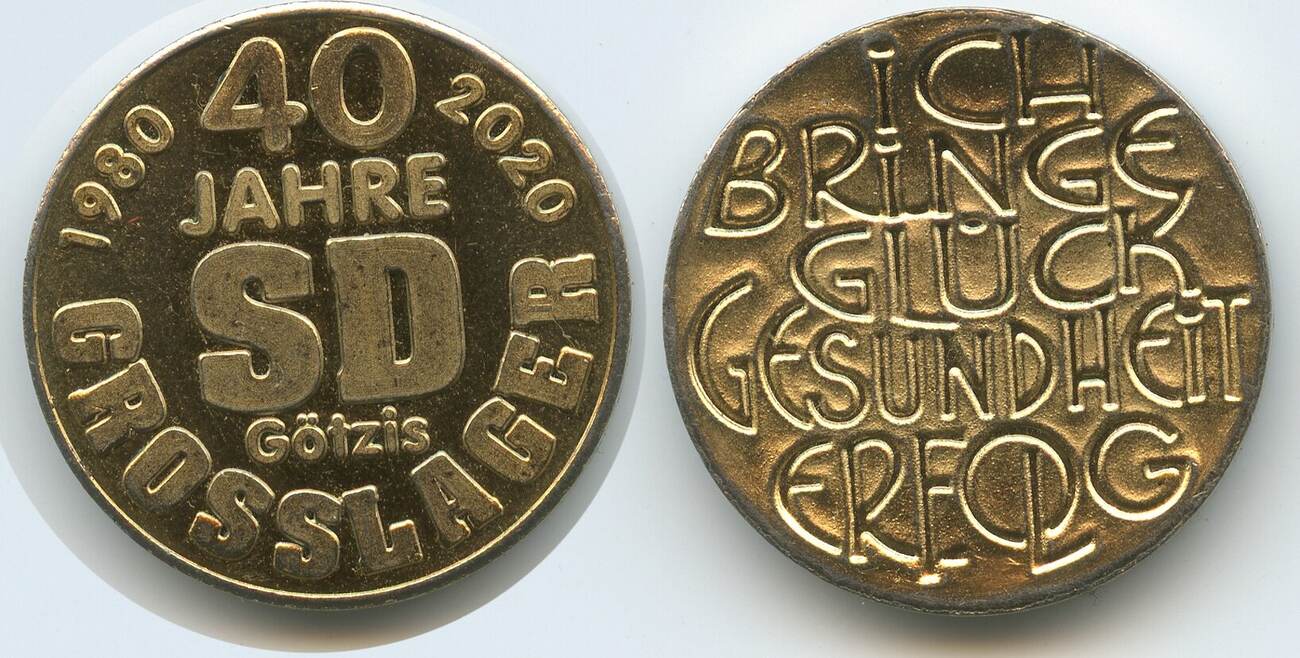 1980
40
2020
JAHRE
SD
Götzis
GROSSLAGER
iCH
BRiNGE
GLÜCK
GESUNDHEiT
ERFOLG